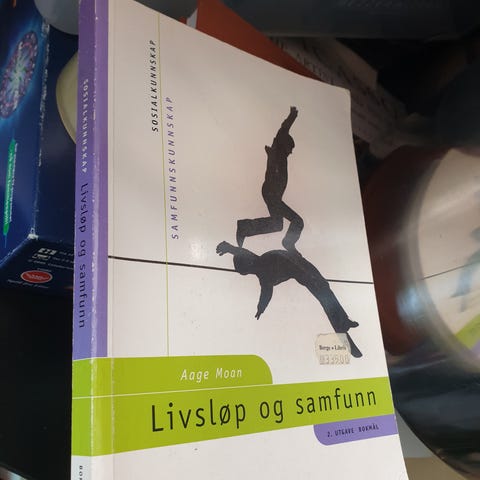 SOSIALKUNNSKAP
SAMFUNNSKUNNSKAP
Aage Moan
Livsløp og samfunn
2. UTGAVE BOKMÅL
SOSIALKUNNSKAP Livsløp og samfunn